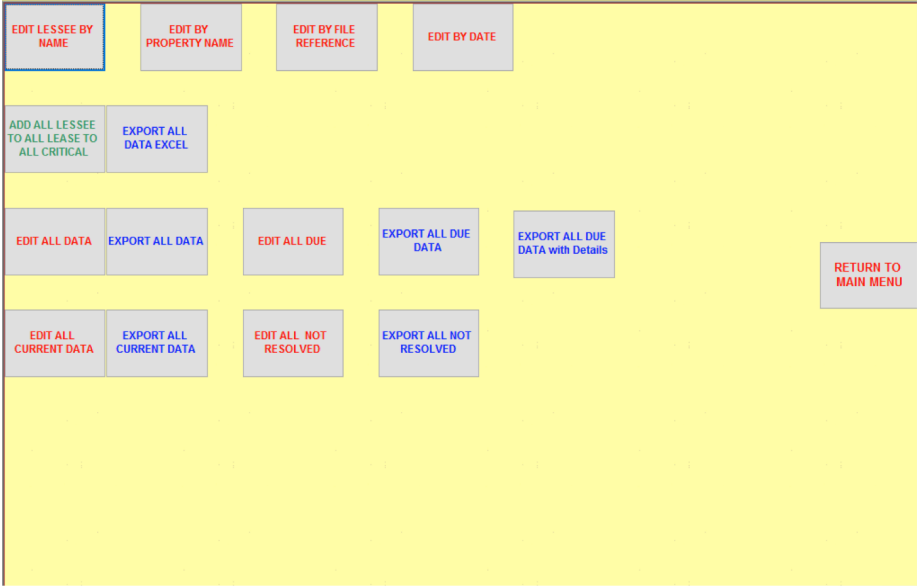 EDIT LESSEE BY
NAME
EDIT BY
PROPERTY NAME
EDIT BY FILE
REFERENCE
EDIT BY DATE
ADD ALL LESSEE
TO ALL LEASE TO
ALL CRITICAL
EXPORT ALL
DATA EXCEL
EDIT ALL DATA
EXPORT ALL DATA
EDIT ALL DUE
EXPORT ALL DUE
DATA
EXPORT ALL DUE
DATA with Details
RETURN TO
MAIN MENU
EDIT ALL
CURRENT DATA
EXPORT ALL
CURRENT DATA
EDIT ALL  NOT
RESOLVED
EXPORT ALL NOT
RESOLVED